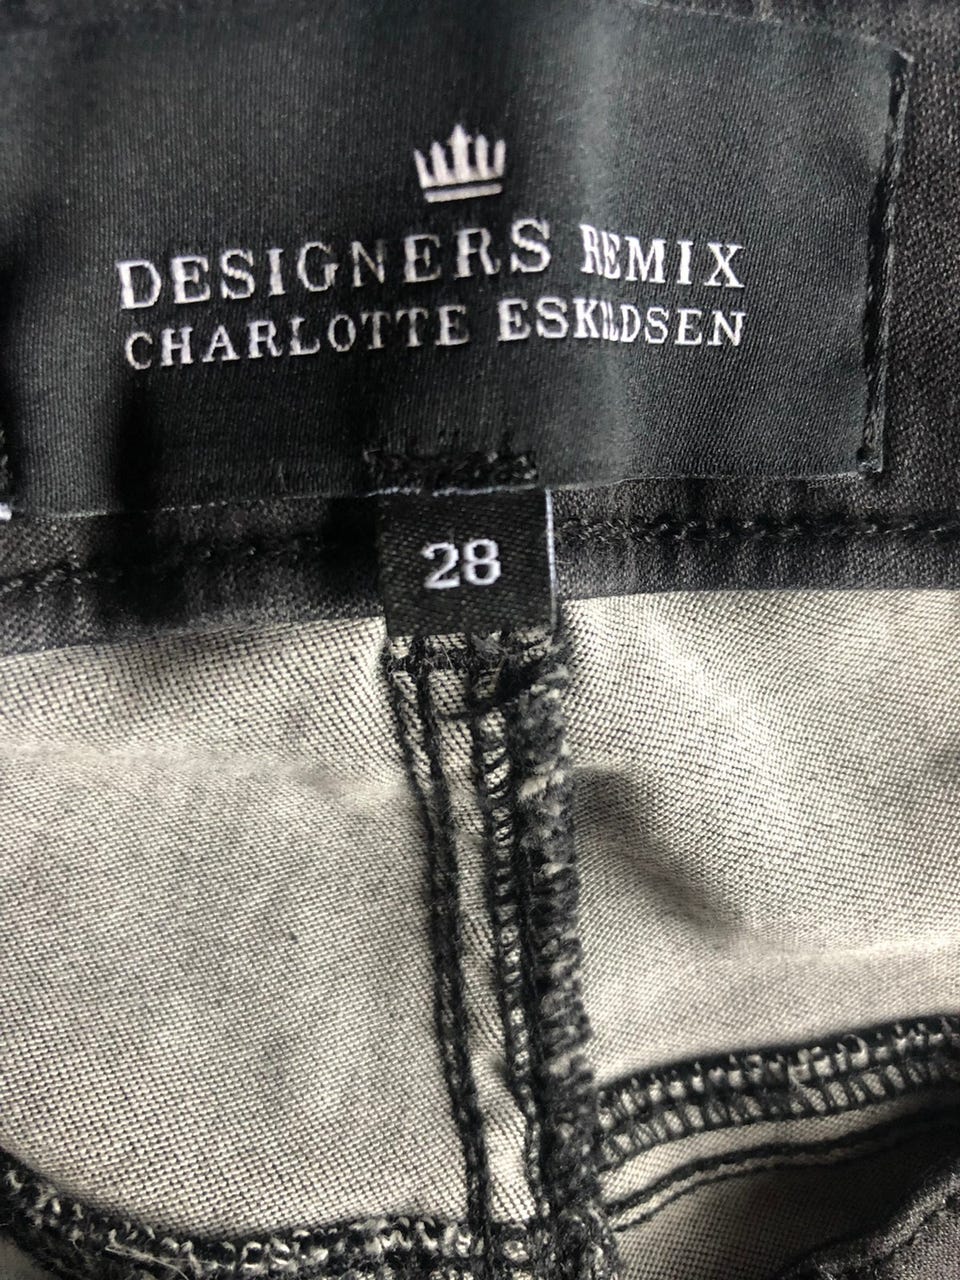 DESIGNERS REMIX
CHARLOTTE ESKILDSEN
28